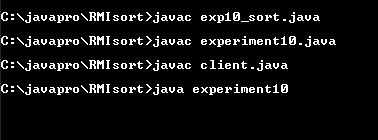 C:\javapro\RMIsort>javac exp10_sort.java
C:\javapro\RMIsort>javac experiment10.java
C:\javapro\RMIsort>javac client.java
C:\javapro\RMIsort>java experiment10